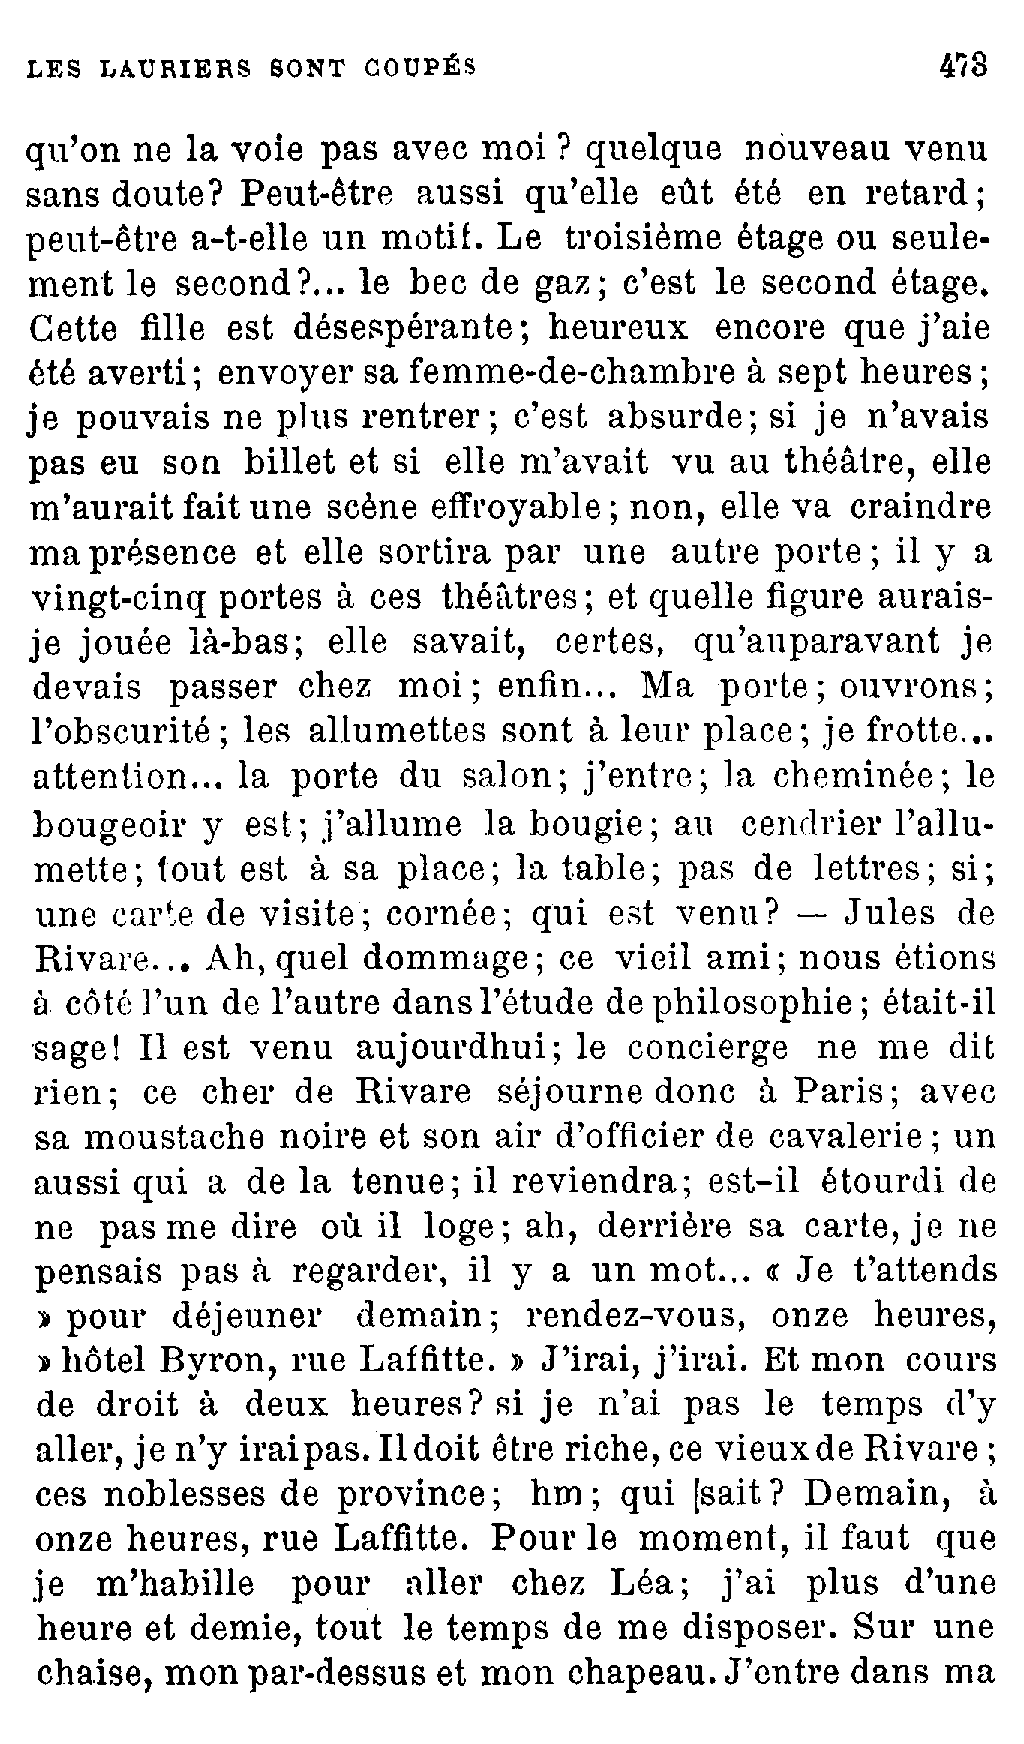 LES LAURIERS SONT COUPÉS 473
qu'on ne la voie pas avec moi ? quelque nouveau venu
sans doute? Peut-être aussi qu'elle eût été en retard ;
peut-être a-t-elle un motif. Le troisième étage ou seule-
ment le second?... le bec de gaz ; c'est le second étage.
Cette fille est désespérante ; heureux encore que j'aie
été averti ; envoyer sa femme-de-chambre à sept heures ;
je pouvais ne plus rentrer ; c'est absurde ; si je n'avais
pas eu son billet et si elle m'avait vu au théâtre, elle
m'aurait fait une scène effroyable ; non, elle va craindre
ma présence et elle sortira par une autre porte ; il y a
vingt-cinq portes à ces théâtres ; et quelle figure aurais-
je jouée là-bas ; elle savait, certes, qu'auparavant je
devais passer chez moi ; enfin... Ma porte ; ouvrons ;
l'obscurité ; les allumettes sont à leur place ; je frotte...
attention... la porte du salon ; j'entre ; la cheminée ; le
bougeoir y est ; j'allume la bougie ; au cendrier l'allu-
mette ; tout est à sa place ; la table ; pas de lettres ; si ;
une carte de visite ; cornée ; qui est venu? — Jules de
Rivare... Ah, quel dommage ; ce vieil ami ; nous étions
à côté l'un de l'autre dans l'étude de philosophie ; était-il
sage! Il est venu aujourdhui ; le concierge ne me dit
rien ; ce cher de Rivare séjourne donc à Paris ; avec
sa moustache noire et son air d'officier de cavalerie ; un
aussi qui a de la tenue ; il reviendra ; est-il étourdi de
ne pas me dire où il loge ; ah, derrière sa carte, je ne
pensais pas à regarder, il y a un mot... « Je t'attends
» pour déjeuner demain ; rendez-vous, onze heures,
» hôtel Byron, rue Laffitte. » J'irai, j'irai. Et mon cours
de droit à deux heures? si je n'ai pas le temps d'y
aller, je n'y irai pas. Il doit être riche, ce vieux de Rivare ;
ces noblesses de province ; hm ; qui sait? Demain, à
onze heures, rue Laffitte. Pour le moment, il faut que
je m'habille pour aller chez Léa ; j'ai plus d'une
heure et demie, tout le temps de me disposer. Sur une
chaise, mon par-dessus et mon chapeau. J'entre dans ma